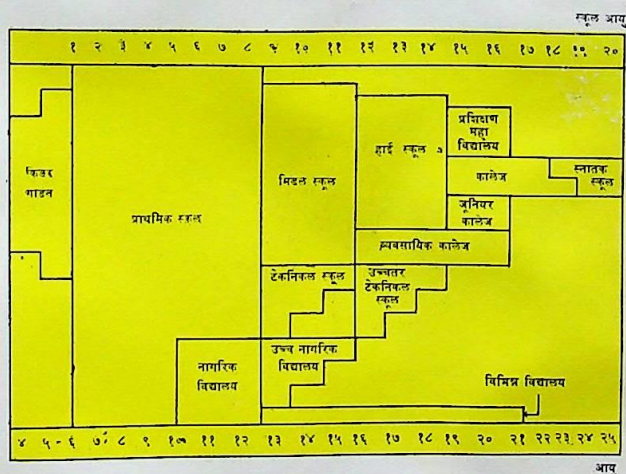 स्कूल आयु
१ २ ३ ४ ५ ६ ७ ८ ९ १० ११ १२ १३ १४ १५ १६ १७ १८ १९ २०
किंडर
गार्डन
प्राथमिक स्कूल
मिडल स्कूल
हाई स्कूल
प्रशिक्षण
महा
विद्यालय
कालेज
स्नातक
स्कूल
जूनियर
कालेज
व्यवसायिक कालेज
टेकनिकल स्कूल
उच्चतर
टेकनिकल
स्कूल
नागरिक
विद्यालय
उच्च नागरिक
विद्यालय
विभिन्न विद्यालय
४ ५ ६ ७ ८ ९ १० ११ १२ १३ १४ १५ १६ १७ १८ १९ २० २१ २२ २३ २४ २५
आयु